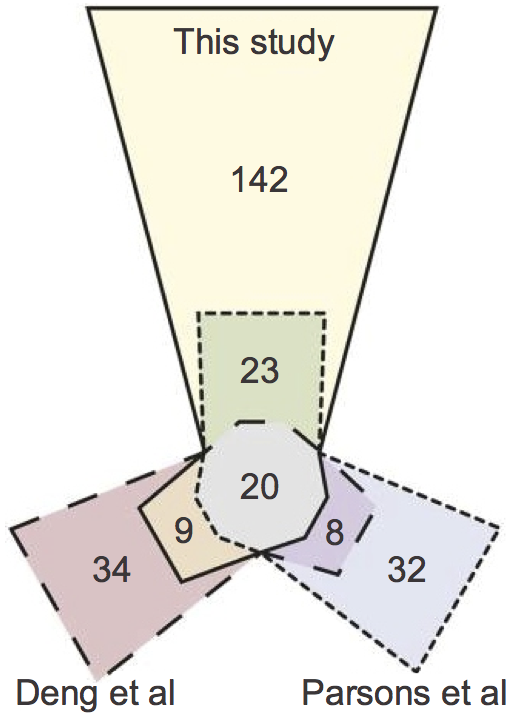 This study
142
23
20
9
8
34
32
Deng et al
Parsons et al